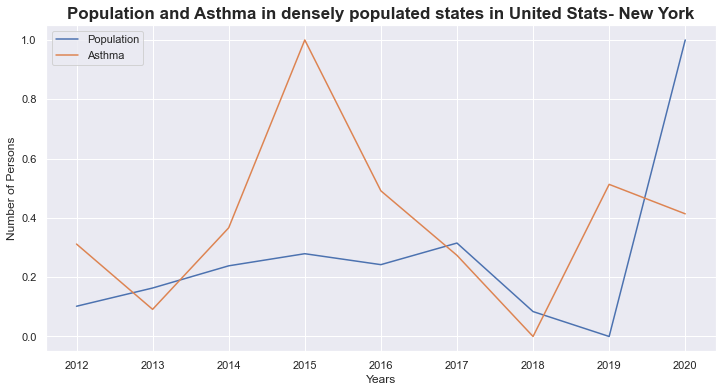 Population and Asthma in densely populated states in United Stats- New York
Population
Asthma
1.0
0.8
0.6
0.4
0.2
0.0
Number of Persons
2012 2013 2014 2015 2016 2017 2018 2019 2020
Years